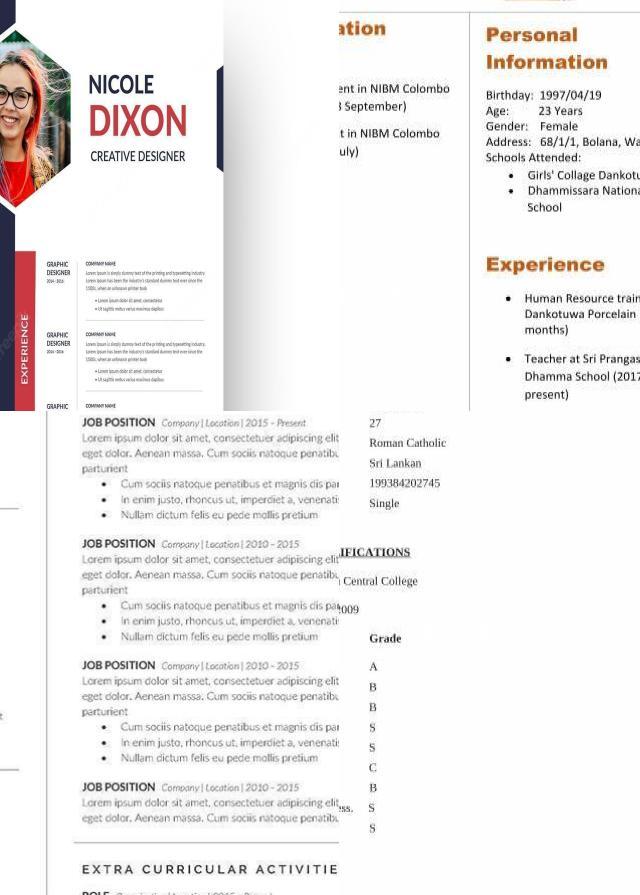 NICOLE
DIXON
CREATIVE DESIGNER
EXPERIENCE
GRAPHIC DESIGNER
2014 - 2016
COMPANY NAME
Lorem Ipsum is simply dummy text of the printing and typesetting industry.
Lorem Ipsum has been the industry's standard dummy text ever since the
1500s, when an unknown printer took
• Lorem ipsum dolor sit amet, consectetur
• Ut sagittis metus varius maximus dapibus
GRAPHIC DESIGNER
2014 - 2016
COMPANY NAME
Lorem Ipsum is simply dummy text of the printing and typesetting industry.
Lorem Ipsum has been the industry's standard dummy text ever since the
1500s, when an unknown printer took
• Lorem ipsum dolor sit amet, consectetur
• Ut sagittis metus varius maximus dapibus
GRAPHIC
COMPANY NAME
ation
ent in NIBM Colombo
September)
t in NIBM Colombo
uly)
Personal
Information
Birthday: 1997/04/19
Age: 23 Years
Gender: Female
Address: 68/1/1, Bolana, Wa
Schools Attended:
• Girls' Collage Dankotu
• Dhammissara Nationa
School
Experience
• Human Resource train
Dankotuwa Porcelain
months)
• Teacher at Sri Prangas
Dhamma School (2017
present)
JOB POSITION Company | Location | 2015 - Present
Lorem ipsum dolor sit amet, consectetuer adipiscing elit
eget dolor. Aenean massa. Cum sociis natoque penatibu
parturient
• Cum sociis natoque penatibus et magnis dis par
• In enim justo, rhoncus ut, imperdiet a, venenati
• Nullam dictum felis eu pede mollis pretium
JOB POSITION Company | Location | 2010 - 2015
Lorem ipsum dolor sit amet, consectetuer adipiscing elit
eget dolor. Aenean massa. Cum sociis natoque penatibu
parturient
• Cum sociis natoque penatibus et magnis dis par
• In enim justo, rhoncus ut, imperdiet a, venenati
• Nullam dictum felis eu pede mollis pretium
JOB POSITION Company | Location | 2010 - 2015
Lorem ipsum dolor sit amet, consectetuer adipiscing elit
eget dolor. Aenean massa. Cum sociis natoque penatibu
parturient
• Cum sociis natoque penatibus et magnis dis par
• In enim justo, rhoncus ut, imperdiet a, venenati
• Nullam dictum felis eu pede mollis pretium
JOB POSITION Company | Location | 2010 - 2015
Lorem ipsum dolor sit amet, consectetuer adipiscing elit
eget dolor. Aenean massa. Cum sociis natoque penatibu
EXTRA CURRICULAR ACTIVITIE
27
Roman Catholic
Sri Lankan
199384202745
Single
IFICATIONS
Central College
2009
Grade
A
B
B
S
S
C
B
ess. S
S